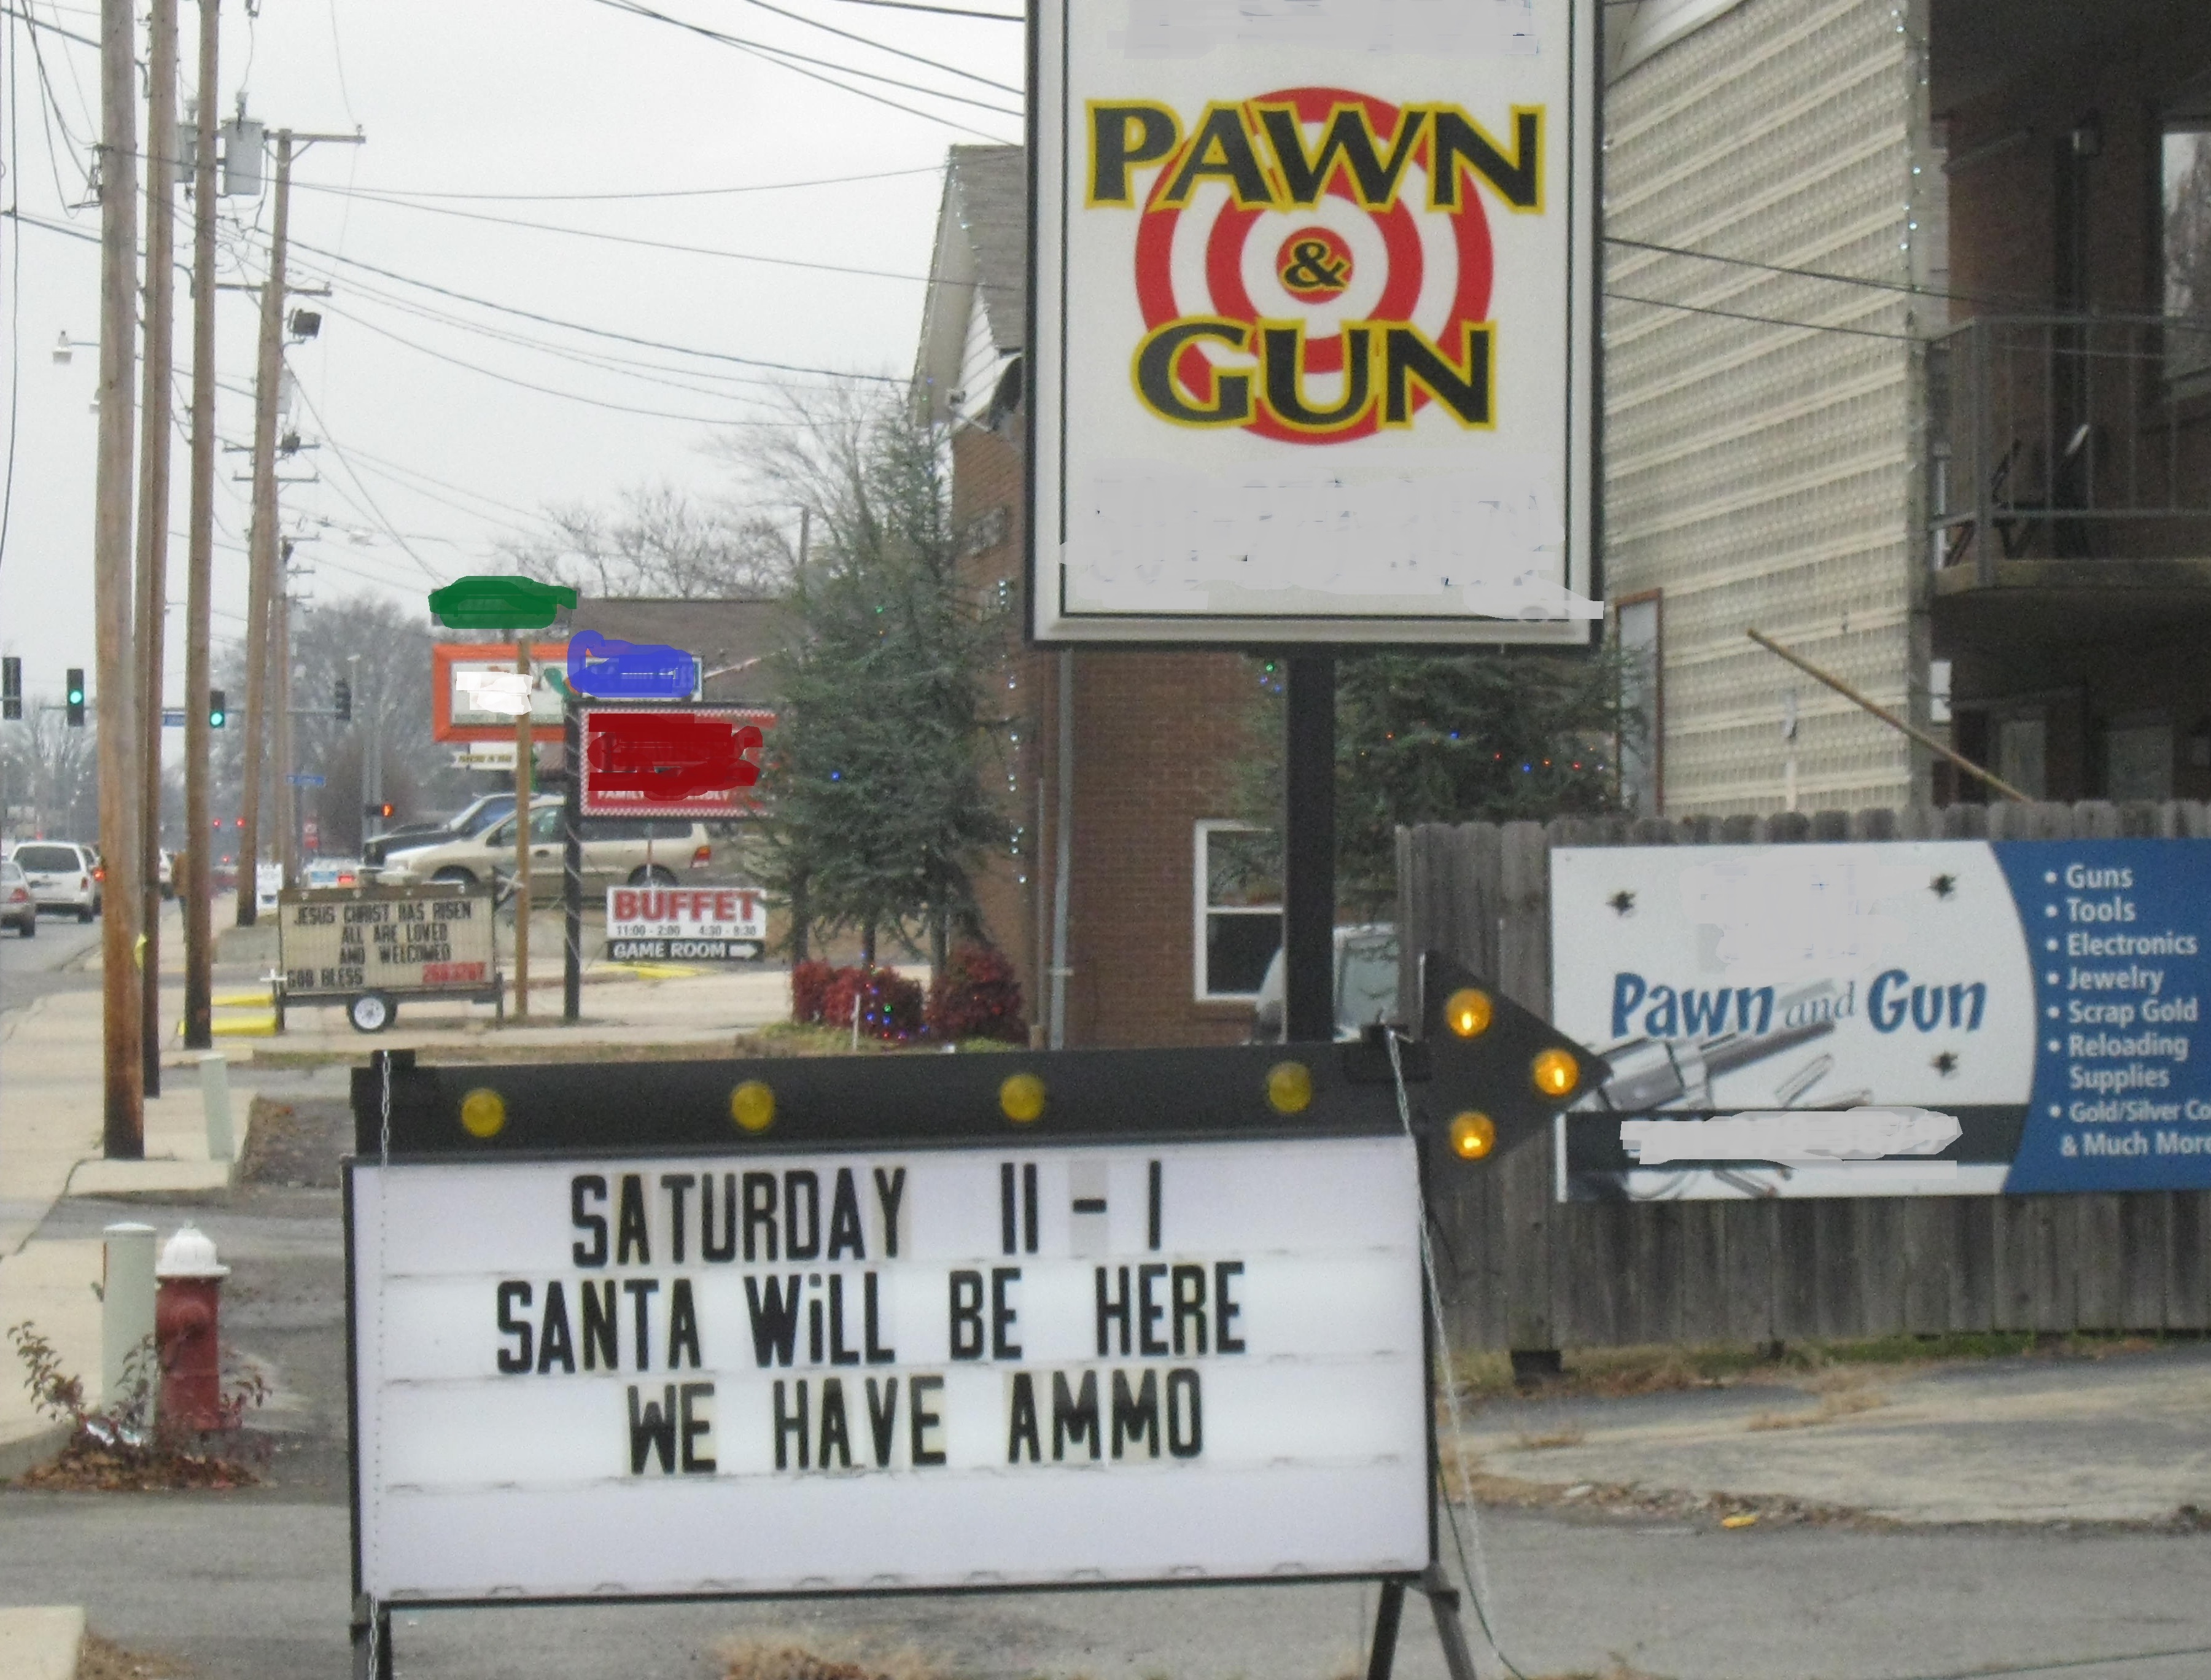 PAWN
&
GUN
JESUS CHRIST HAS RISEN
ALL ARE LOVED
AND WELCOMED
GOD BLESS
BUFFET
11:00 - 2:00 4:30 - 8:30
GAME ROOM
Pawn and Gun
• Guns
• Tools
• Electronics
• Jewelry
• Scrap Gold
• Reloading
Supplies
• Gold/Silver Co
& Much More
SATURDAY 11 - 1
SANTA WiLL BE HERE
WE HAVE AMMO